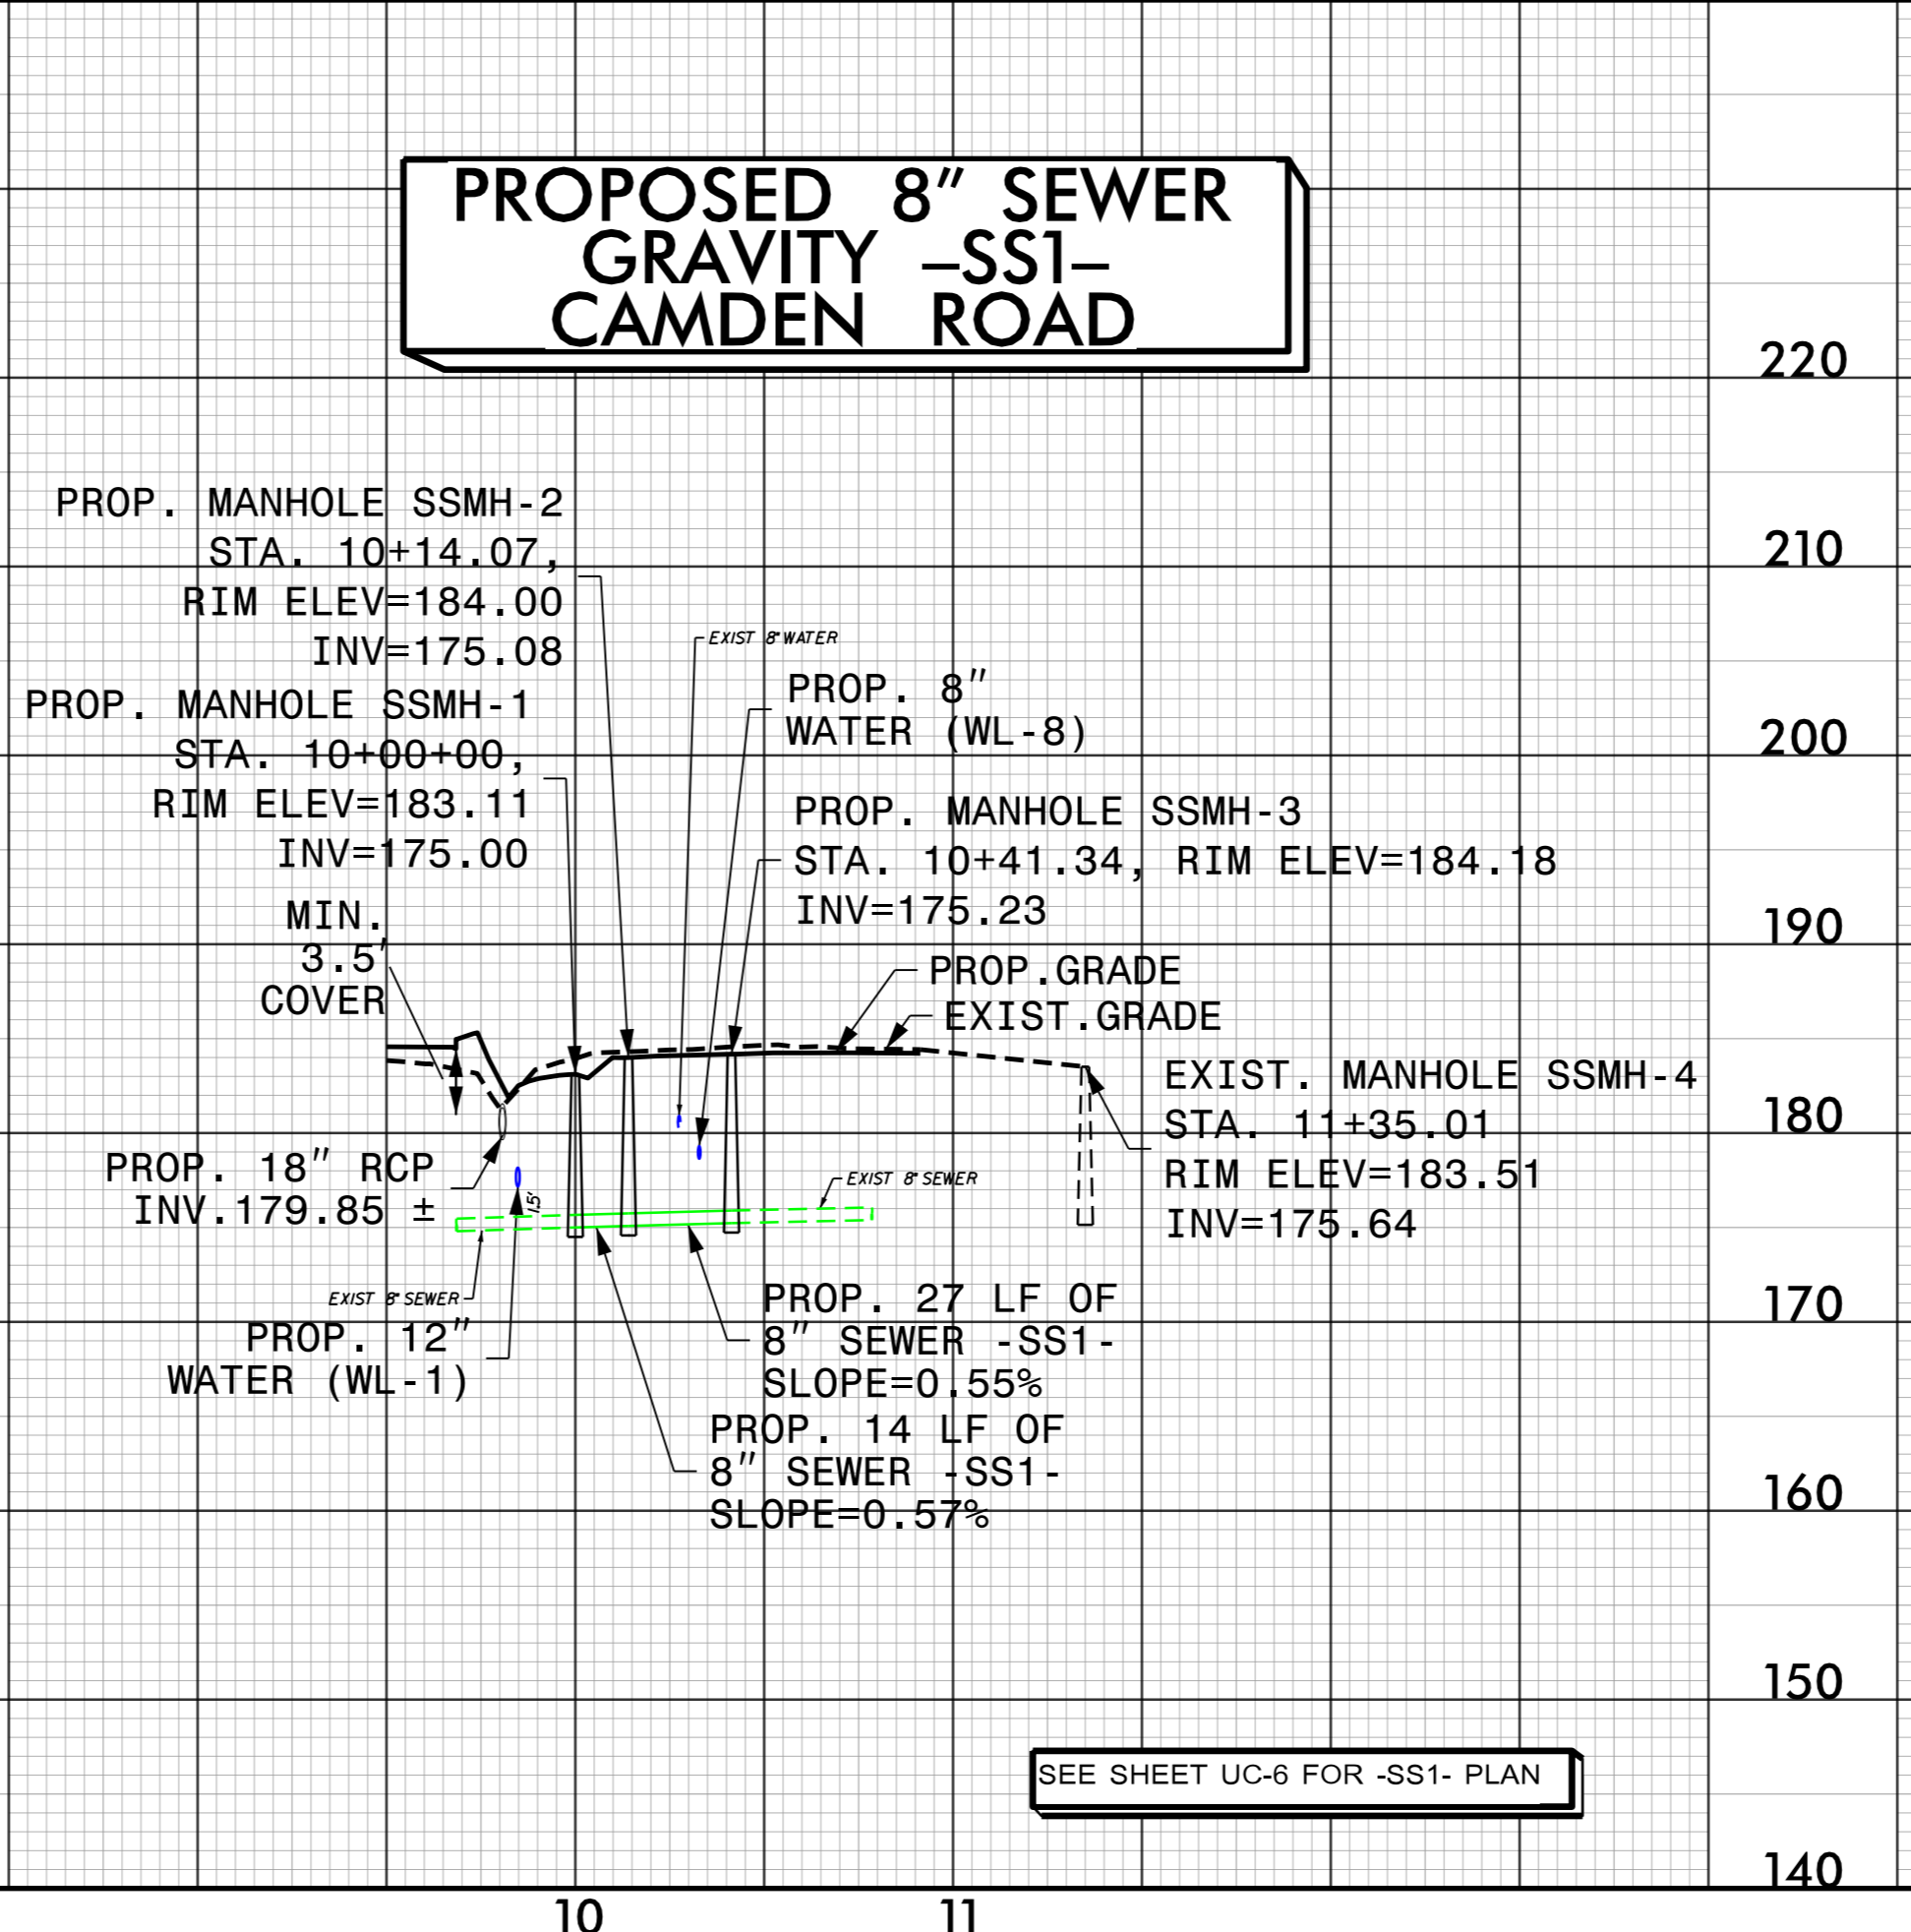 PROPOSED 8" SEWER
GRAVITY –SS1–
CAMDEN ROAD
220
210
200
190
180
170
160
150
140
PROP. MANHOLE SSMH-2
STA. 10+14.07,
RIM ELEV=184.00
INV=175.08
PROP. MANHOLE SSMH-1
STA. 10+00+00,
RIM ELEV=183.11
INV=175.00
MIN.
3.5'
COVER
EXIST 8" WATER
PROP. 8"
WATER (WL-8)
PROP. MANHOLE SSMH-3
STA. 10+41.34, RIM ELEV=184.18
INV=175.23
PROP.GRADE
EXIST.GRADE
EXIST. MANHOLE SSMH-4
STA. 11+35.01
RIM ELEV=183.51
INV=175.64
PROP. 18" RCP
INV.179.85 ±
1.5'
EXIST 8" SEWER
EXIST 8" SEWER
PROP. 12"
WATER (WL-1)
PROP. 27 LF OF
8" SEWER -SS1-
SLOPE=0.55%
PROP. 14 LF OF
8" SEWER -SS1-
SLOPE=0.57%
SEE SHEET UC-6 FOR -SS1- PLAN
10
11